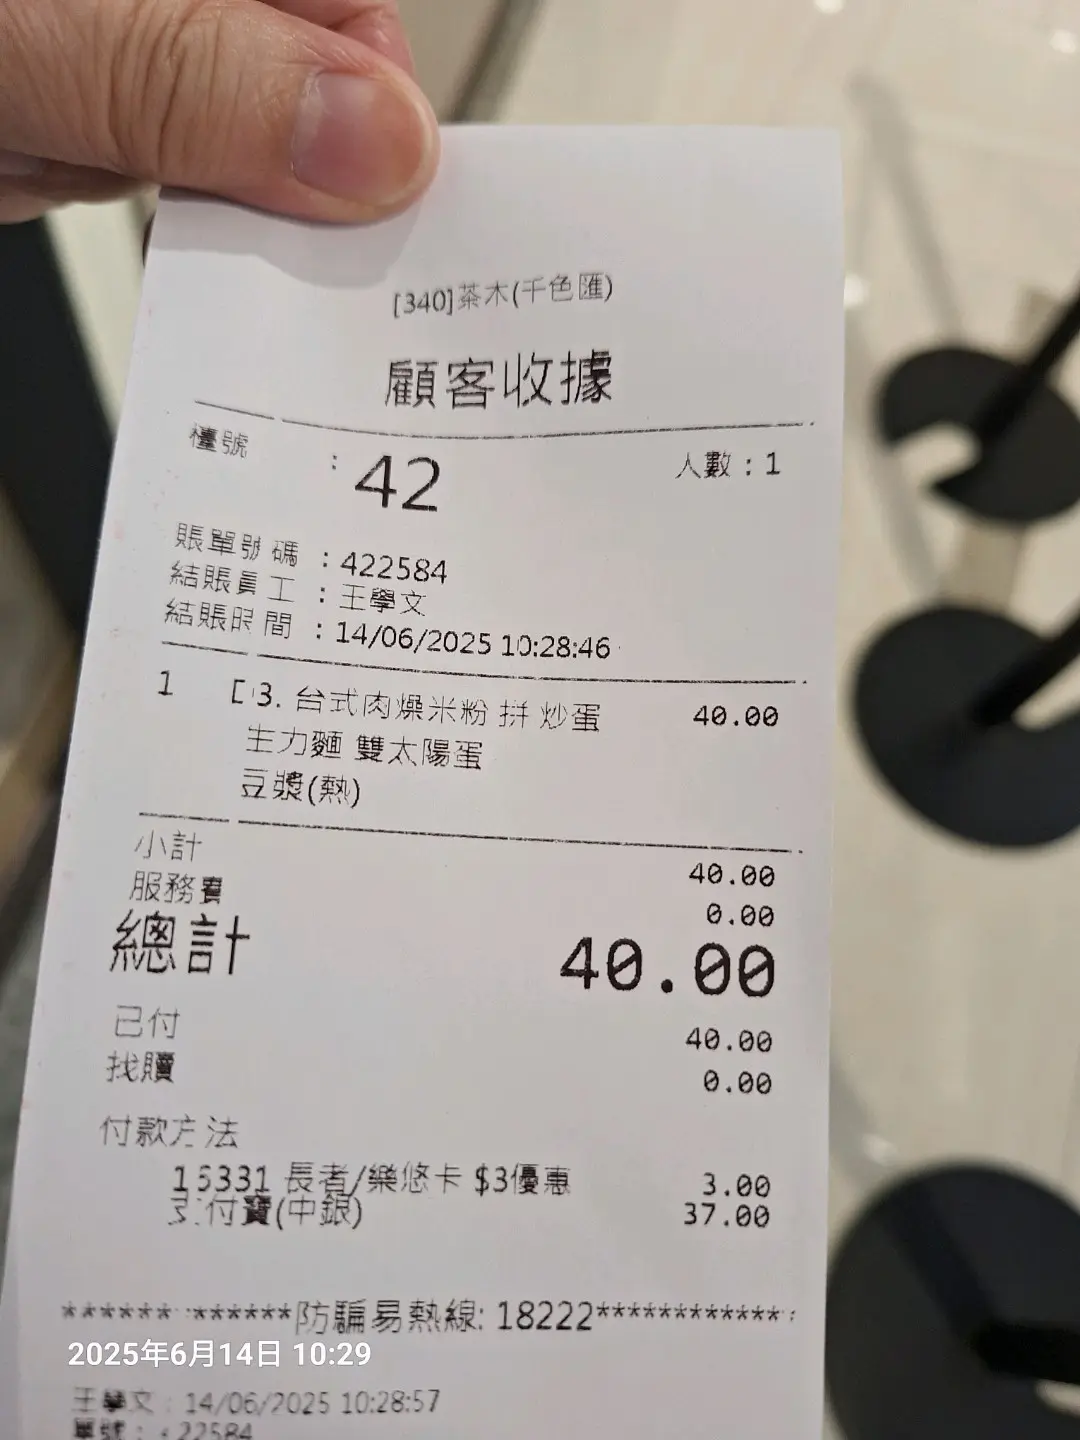 [340]茶木(千色匯)
顧客收據
檯號 : 42 人數 : 1
賬單號碼 : 422584
結賬員工 : 王學文
結賬時間 : 14/06/2025 10:28:46
1 [ 3. 台式肉燥米粉 拼 炒蛋 40.00
生力麵 雙太陽蛋
豆漿(熱)
小計 40.00
服務費 0.00
總計 40.00
已付 40.00
找贖 0.00
付款方法
15331 長者/樂悠卡 $3優惠 3.00
支付寶(中銀) 37.00
************防騙易熱線: 18222************
2025年6月14日 10:29
王學文 : 14/06/2025 10:28:57
單號 : 422584